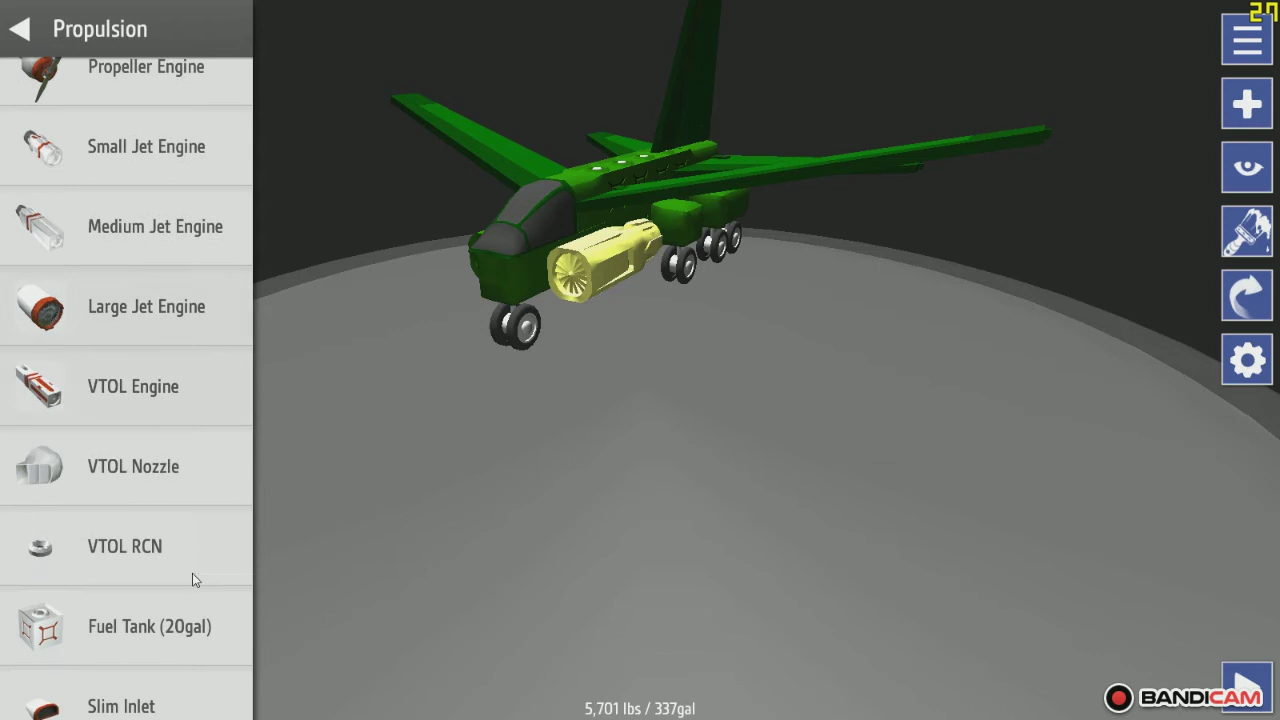 Propulsion
27
Propeller Engine
Small Jet Engine
Medium Jet Engine
Large Jet Engine
VTOL Engine
VTOL Nozzle
VTOL RCN
Fuel Tank (20gal)
Slim Inlet
5,701 lbs / 337gal
BANDICAM